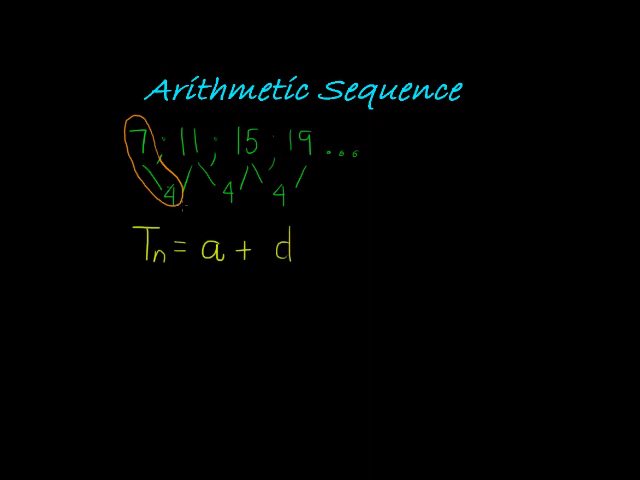 Arithmetic Sequence
7 ; 11 ; 15 ; 19 ...
4 4 4
Tn = a + d